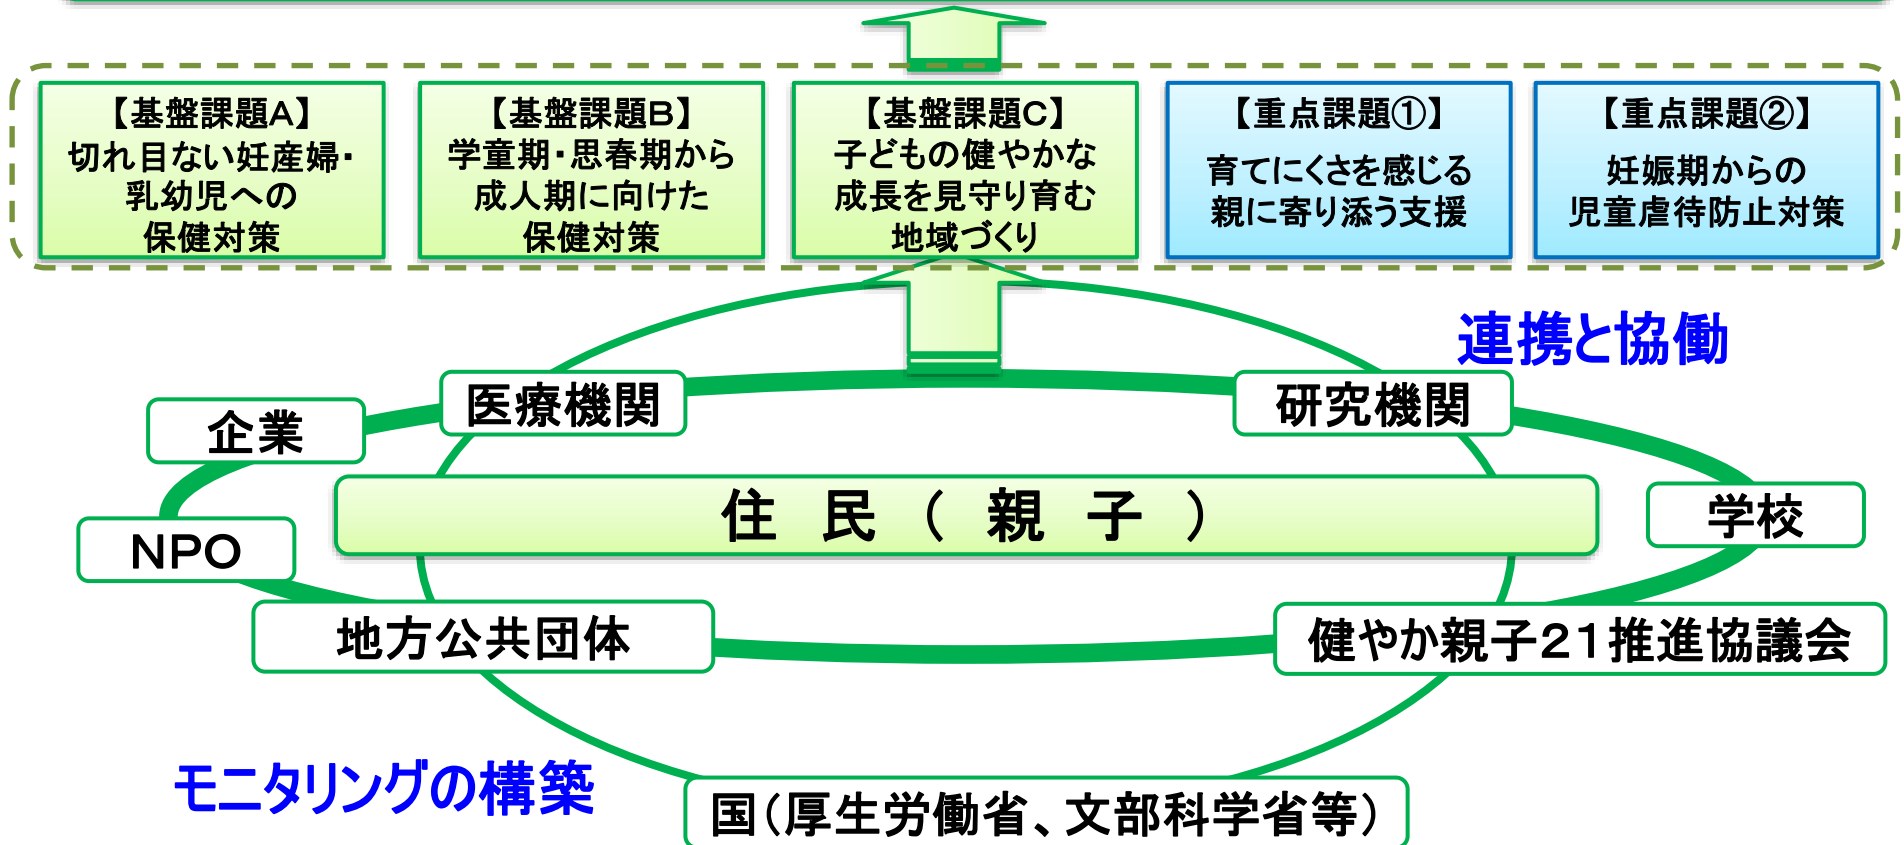 【基盤課題A】
切れ目ない妊産婦・
乳幼児への
保健対策
【基盤課題B】
学童期・思春期から
成人期に向けた
保健対策
【基盤課題C】
子どもの健やかな
成長を見守り育む
地域づくり
【重点課題①】
育てにくさを感じる
親に寄り添う支援
【重点課題②】
妊娠期からの
児童虐待防止対策
連携と協働
医療機関
研究機関
企業
住民(親子)
学校
NPO
地方公共団体
健やか親子21推進協議会
モニタリングの構築
国(厚生労働省、文部科学省等)